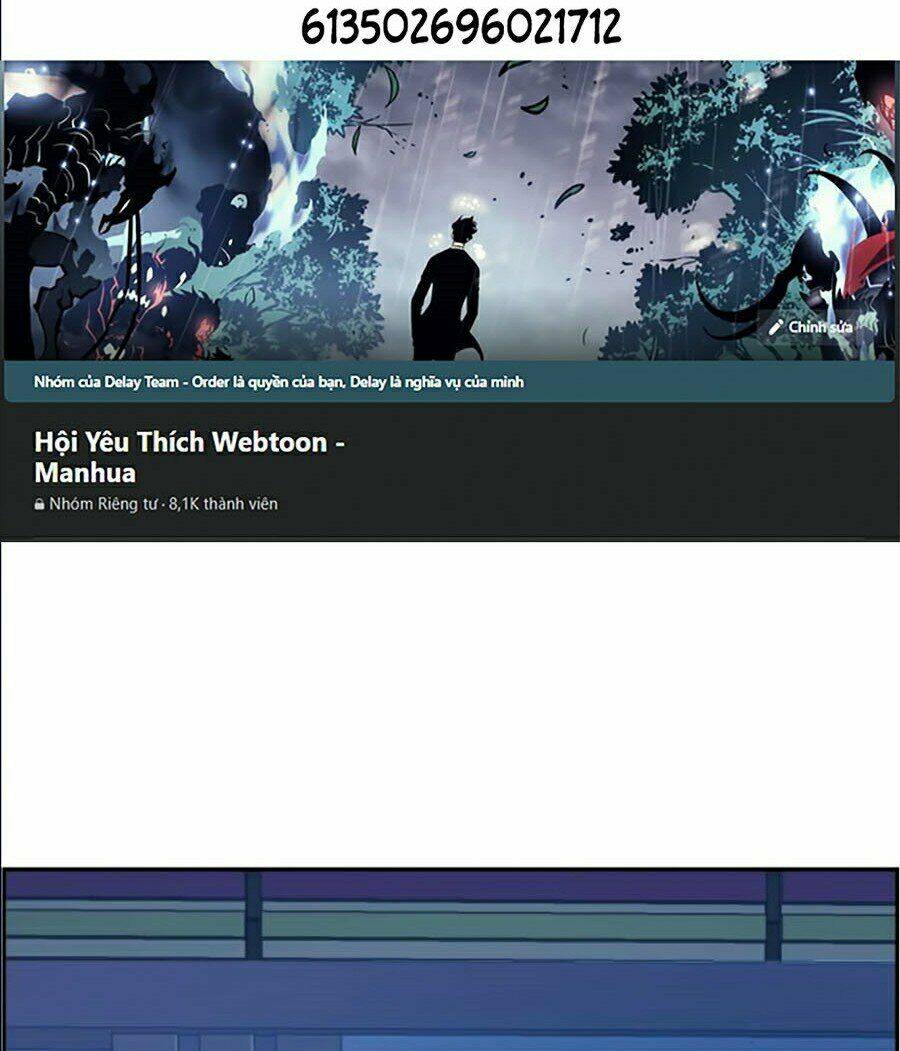 613502696021712
Chỉnh sửa
Nhóm của Delay Team - Order là quyền của bạn, Delay là nghĩa vụ của mình
Hội Yêu Thích Webtoon -
Manhua
Nhóm Riêng tư · 8,1K thành viên